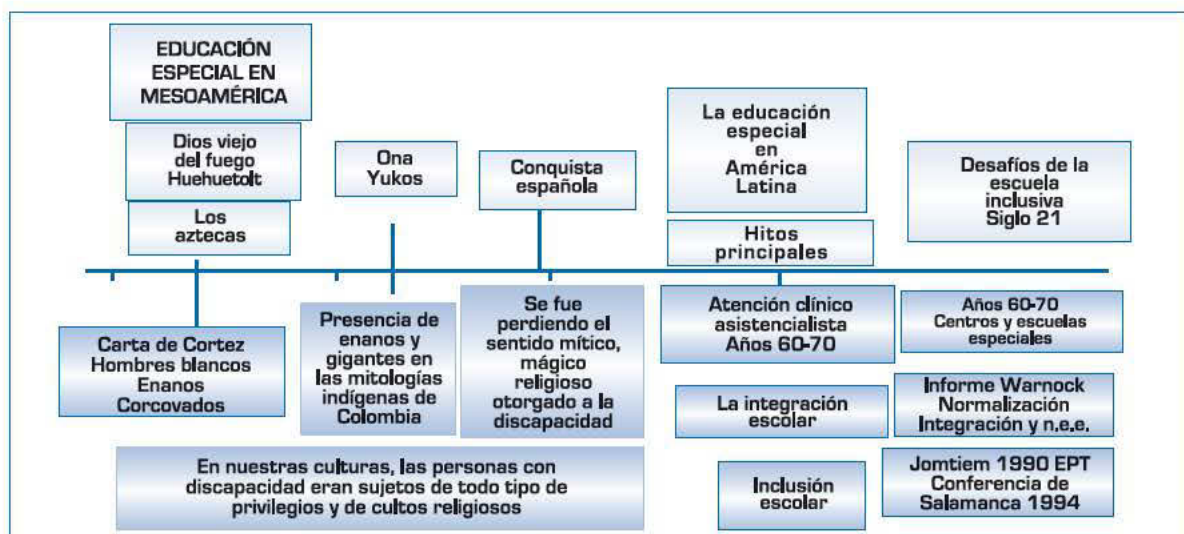 EDUCACIÓN
ESPECIAL EN
MESOAMÉRICA
Dios viejo
del fuego
Huehuetolt
Los
aztecas
Ona
Yukos
Conquista
española
La educación
especial
en
América
Latina
Hitos
principales
Desafíos de la
escuela
inclusiva
Siglo 21
Carta de Cortez
Hombres blancos
Enanos
Corcovados
Presencia de
enanos y
gigantes en
las mitologías
indígenas de
Colombia
Se fue
perdiendo el
sentido mítico,
mágico
religioso
otorgado a la
discapacidad
En nuestras culturas, las personas con
discapacidad eran sujetos de todo tipo de
privilegios y de cultos religiosos
Atención clínico
asistencialista
Años 60-70
La integración
escolar
Inclusión
escolar
Años 60-70
Centros y escuelas
especiales
Informe Warnock
Normalización
Integración y n.e.e.
Jomtiem 1990 EPT
Conferencia de
Salamanca 1994